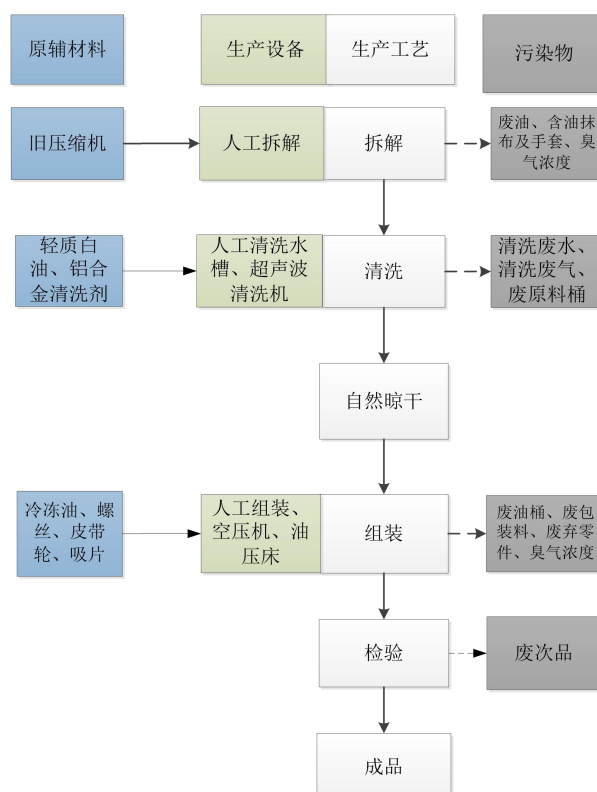 原辅材料
生产设备
生产工艺
污染物
旧压缩机
人工拆解
拆解
废油、含油抹
布及手套、臭
气浓度
轻质白
油、铝合
金清洗剂
人工清洗水
槽、超声波
清洗机
清洗
清洗废水、
清洗废气、
废原料桶
自然晾干
冷冻油、螺
丝、皮带
轮、吸片
人工组装、
空压机、油
压床
组装
废油桶、废包
装料、废弃零
件、臭气浓度
检验
废次品
成品